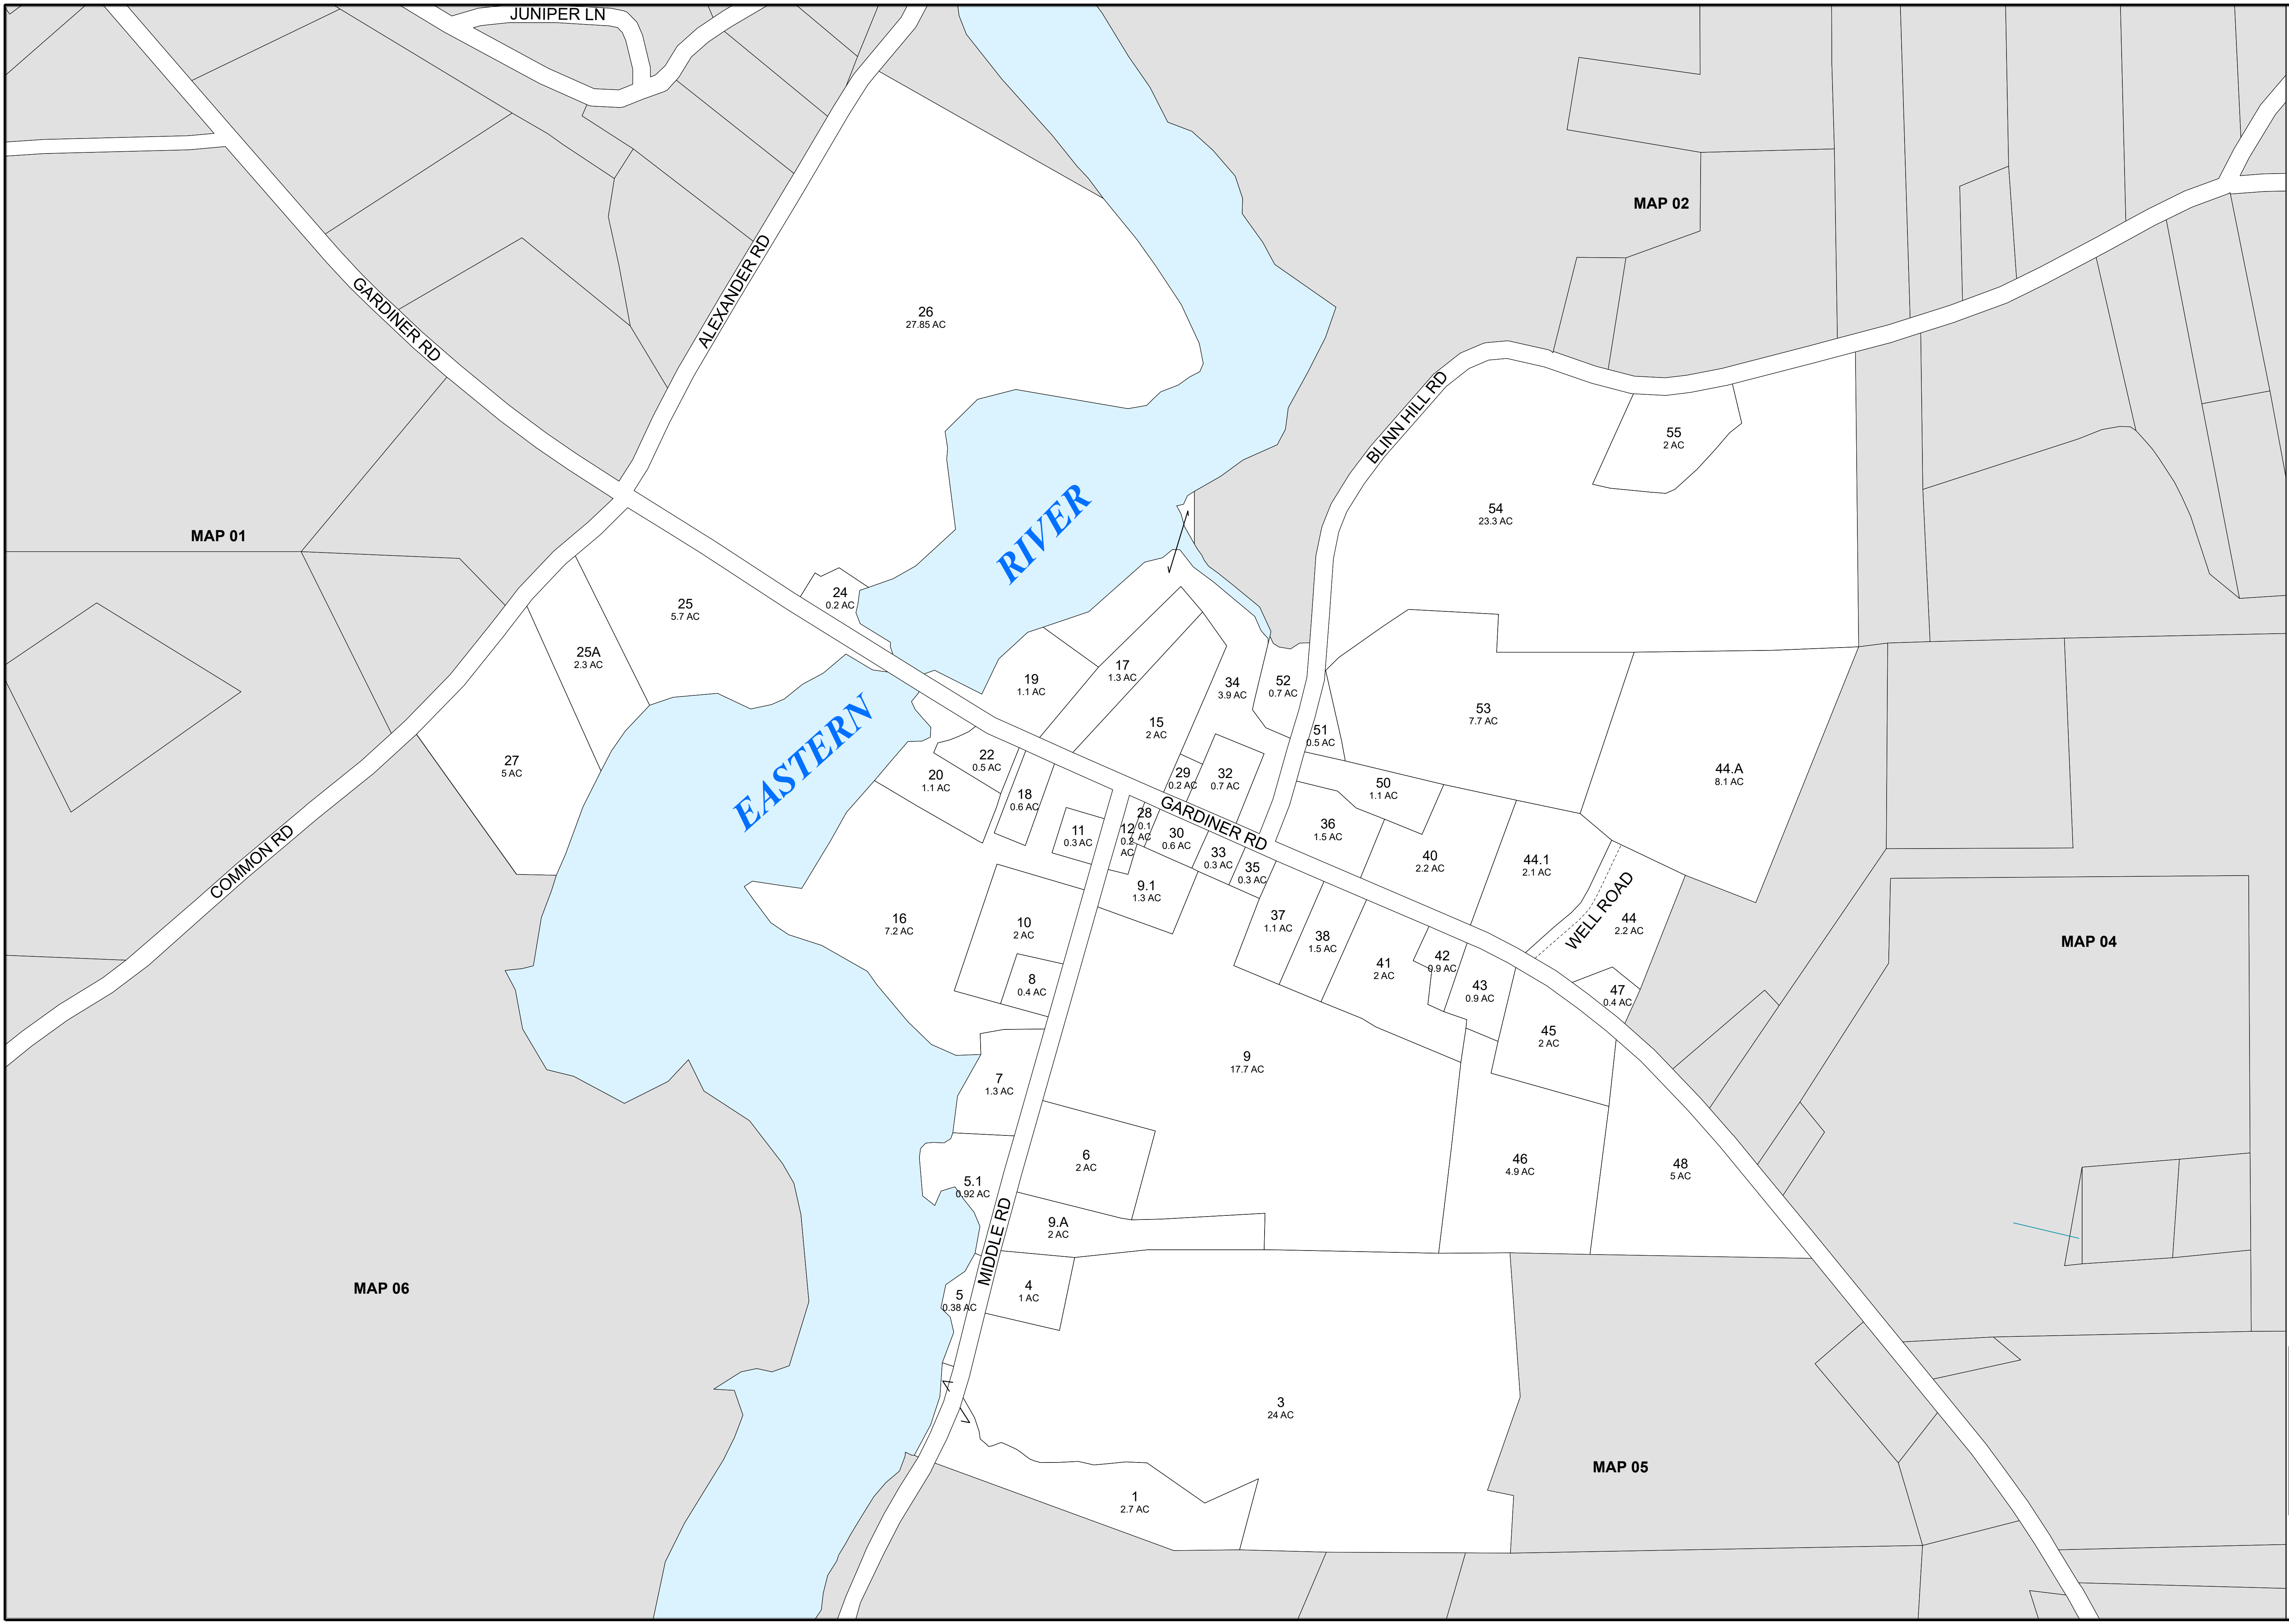 JUNIPER LN
MAP 02
GARDINER RD
ALEXANDER RD
26
27.85 AC
BLINN HILL RD
55
2 AC
54
23.3 AC
MAP 01
RIVER
24
0.2 AC
25
5.7 AC
25A
2.3 AC
17
1.3 AC
19
1.1 AC
34
3.9 AC
52
0.7 AC
53
7.7 AC
15
2 AC
51
0.5 AC
EASTERN
27
5 AC
22
0.5 AC
20
1.1 AC
29
0.2 AC
32
0.7 AC
44.A
8.1 AC
50
1.1 AC
18
0.6 AC
GARDINER RD
28
0.1
AC
12
0.2
AC
11
0.3 AC
30
0.6 AC
36
1.5 AC
33
0.3 AC
35
0.3 AC
40
2.2 AC
44.1
2.1 AC
COMMON RD
9.1
1.3 AC
WELL ROAD
44
2.2 AC
16
7.2 AC
10
2 AC
37
1.1 AC
38
1.5 AC
MAP 04
41
2 AC
42
0.9 AC
8
0.4 AC
43
0.9 AC
47
0.4 AC
45
2 AC
9
17.7 AC
7
1.3 AC
6
2 AC
46
4.9 AC
48
5 AC
5.1
0.92 AC
9.A
2 AC
MIDDLE RD
MAP 06
4
1 AC
5
0.38 AC
3
24 AC
MAP 05
1
2.7 AC